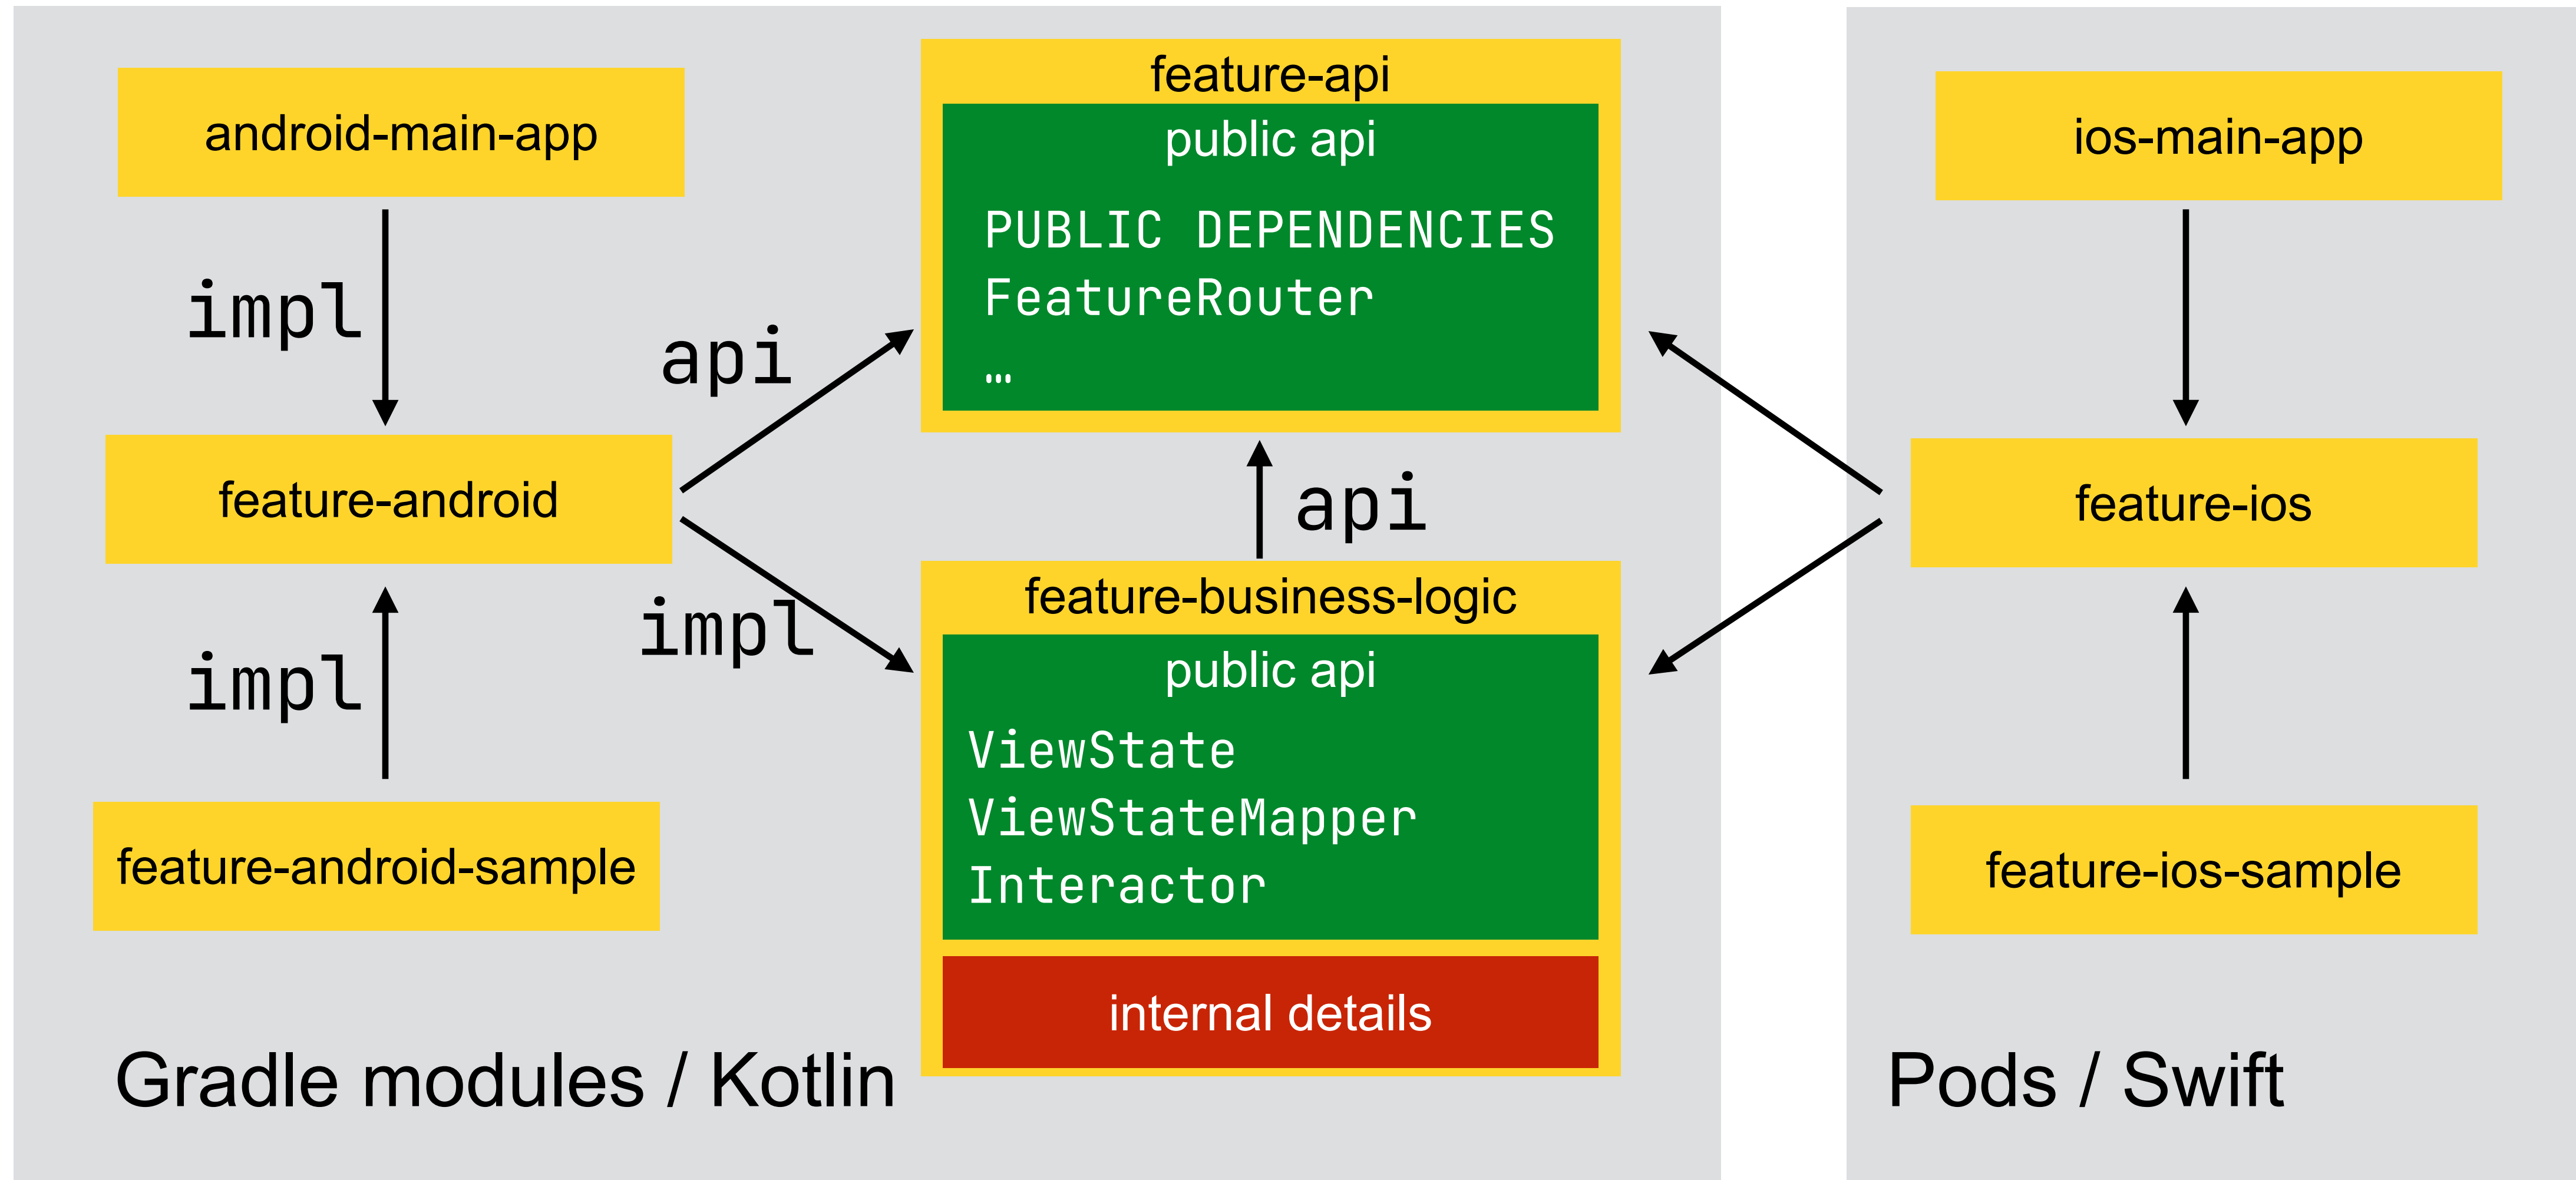 android-main-app
impl
feature-android
impl
feature-android-sample
api
impl
feature-api
public api
PUBLIC DEPENDENCIES
FeatureRouter
…
api
feature-business-logic
public api
ViewState
ViewStateMapper
Interactor
internal details
Gradle modules / Kotlin
ios-main-app
feature-ios
feature-ios-sample
Pods / Swift